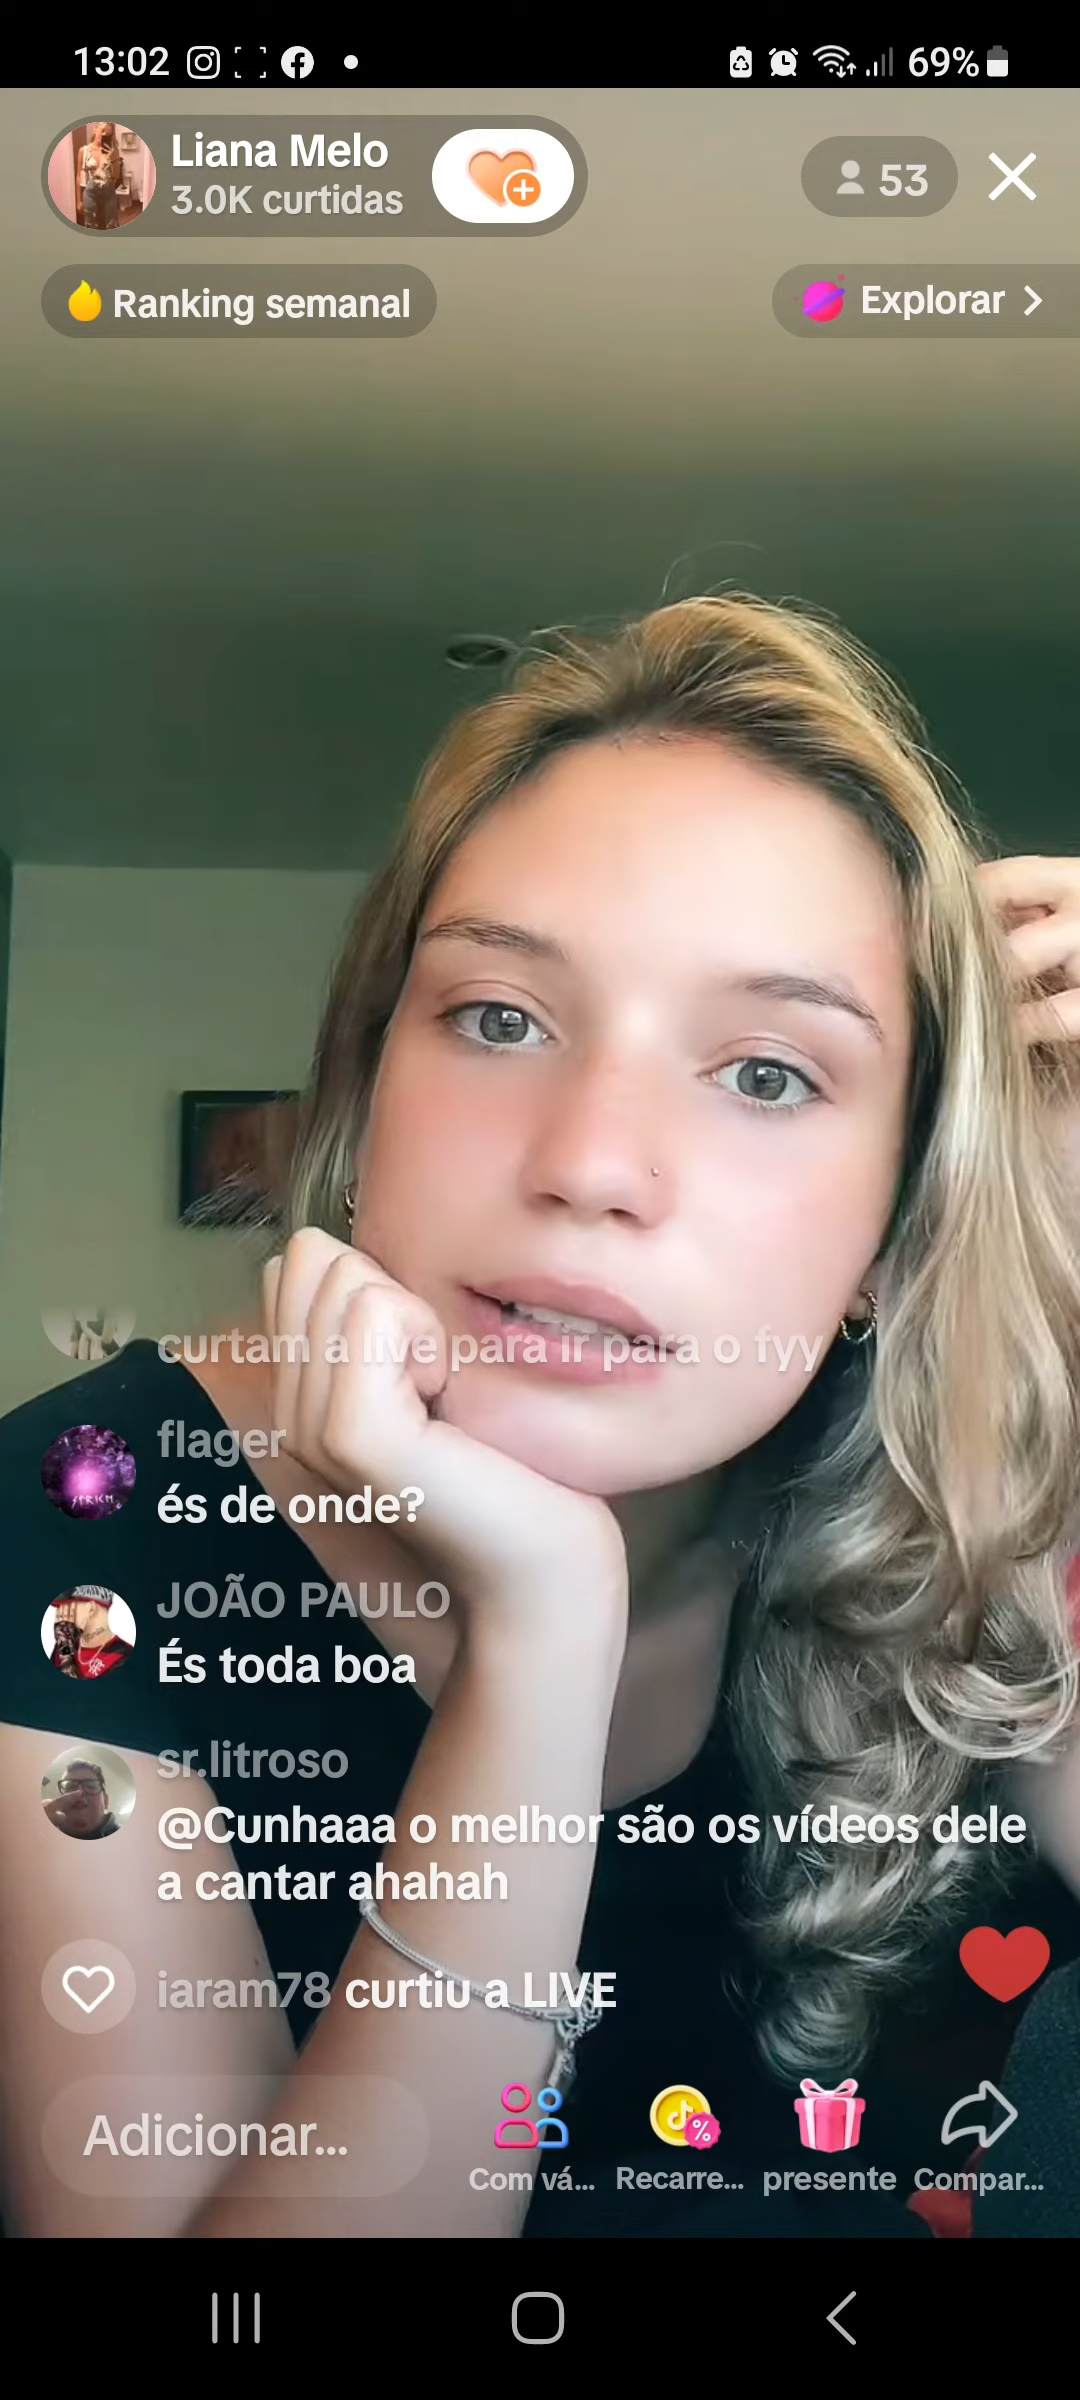 13:02
69%
Liana Melo
3.0K curtidas
53
Ranking semanal
Explorar
curtam a live para ir para o fyy
flager
és de onde?
JOÃO PAULO
És toda boa
sr.litroso
@Cunhaaa o melhor são os vídeos dele
a cantar ahahah
iaram78 curtiu a LIVE
Adicionar...
Com vá...
Recarre...
presente
Compar...